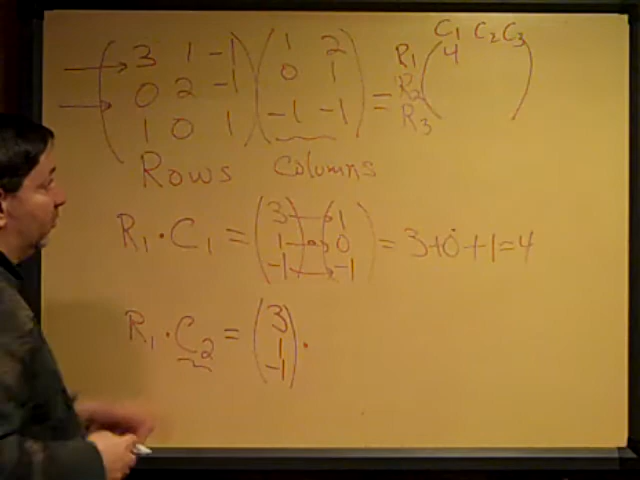 C1 C2 C3
→ ( 3 1 -1 ) ( 1 2 ) R1 ( 4 )
→ ( 0 2 -1 ) ( 0 1 ) = R2 ( )
( 1 0 1 ) ( -1 -1 ) R3 ( )
Rows Columns
R1 · C1 = ( 3 1 -1 ) · ( 1 0 -1 ) = 3+0+1=4
R1 · C2 = ( 3 1 -1 ) ·